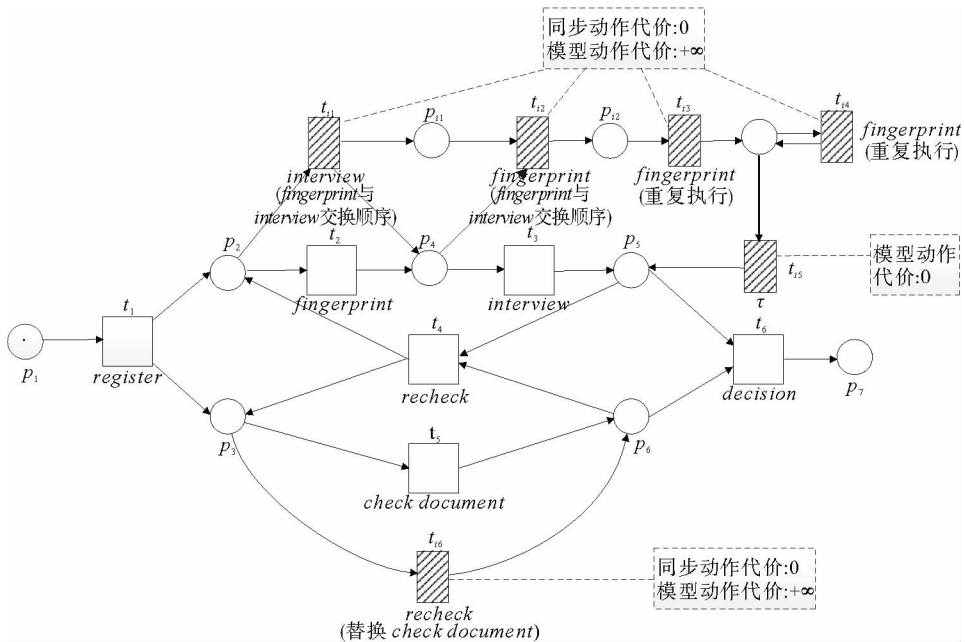 同步动作代价:0
模型动作代价:+∞
t_{i1}
p_{i1}
t_{i2}
p_{i2}
t_{i3}
t_{i4}
fingerprint
(重复执行)
interview
(fingerprint与
interview交换顺序)
fingerprint
(fingerprint与
interview交换顺序)
fingerprint
(重复执行)
p_2
t_2
fingerprint
p_4
t_3
interview
p_5
t_{i5}
τ
模型动作
代价:0
p_1
t_1
register
t_4
recheck
t_6
decision
p_7
p_3
t_5
check document
p_6
t_{i6}
recheck
(替换 check document)
同步动作代价:0
模型动作代价:+∞